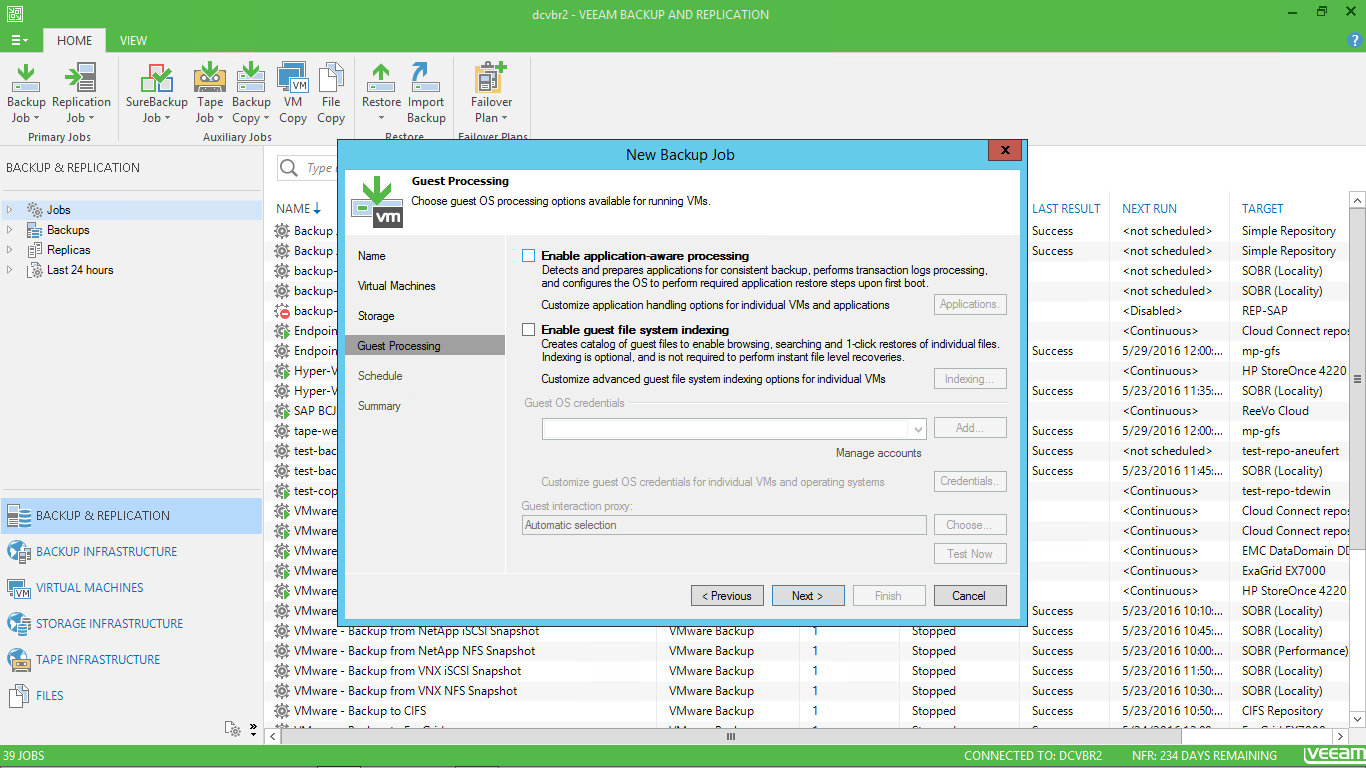 dcvbr2 - VEEAM BACKUP AND REPLICATION
HOME VIEW
Backup Job Replication Job SureBackup Job Tape Job Backup Copy VM Copy File Copy Restore Import Backup Failover Plan
Primary Jobs Auxiliary Jobs Restore Failover Plans
BACKUP & REPLICATION
Jobs
Backups
Replicas
Last 24 hours
BACKUP & REPLICATION
BACKUP INFRASTRUCTURE
VIRTUAL MACHINES
STORAGE INFRASTRUCTURE
TAPE INFRASTRUCTURE
FILES
Type
NAME LAST RESULT NEXT RUN TARGET
Backup Success <not scheduled> Simple Repository
Backup Success <not scheduled> Simple Repository
backup- <not scheduled> SOBR (Locality)
backup- <not scheduled> SOBR (Locality)
backup- <Disabled> REP-SAP
Endpoin <Continuous> Cloud Connect repos
Endpoin Success 5/29/2016 12:00:... mp-gfs
Hyper-V <Continuous> HP StoreOnce 4220
Hyper-V Success 5/23/2016 11:35:... SOBR (Locality)
SAP BCJ <Continuous> ReeVo Cloud
tape-we Success 5/29/2016 12:00:... mp-gfs
test-bac Success <not scheduled> test-repo-aneufert
test-bac Success 5/23/2016 11:45:... SOBR (Locality)
test-cop <Continuous> test-repo-tdewin
VMware <Continuous> SOBR (Locality)
VMware <Continuous> Cloud Connect repos
VMware <Continuous> EMC DataDomain DD
VMware <Continuous> ExaGrid EX7000
VMware <Continuous> HP StoreOnce 4220
VMware Success 5/23/2016 10:10:... SOBR (Locality)
VMware - Backup from NetApp iSCSI Snapshot VMware Backup 1 Stopped Success 5/23/2016 10:45:... SOBR (Locality)
VMware - Backup from NetApp NFS Snapshot VMware Backup 1 Stopped Success 5/23/2016 10:00:... SOBR (Performance)
VMware - Backup from VNX iSCSI Snapshot VMware Backup 1 Stopped Success 5/23/2016 11:50:... SOBR (Locality)
VMware - Backup from VNX NFS Snapshot VMware Backup 1 Stopped Success 5/23/2016 10:30:... SOBR (Locality)
VMware - Backup to CIFS VMware Backup 1 Stopped Success 5/23/2016 10:50:... CIFS Repository
New Backup Job
Guest Processing
Choose guest OS processing options available for running VMs.
Name
Virtual Machines
Storage
Guest Processing
Schedule
Summary
Enable application-aware processing
Detects and prepares applications for consistent backup, performs transaction logs processing,
and configures the OS to perform required application restore steps upon first boot.
Customize application handling options for individual VMs and applications Applications.
Enable guest file system indexing
Creates catalog of guest files to enable browsing, searching and 1-click restores of individual files.
Indexing is optional, and is not required to perform instant file level recoveries.
Customize advanced guest file system indexing options for individual VMs Indexing...
Guest OS credentials
Add...
Manage accounts
Customize guest OS credentials for individual VMs and operating systems Credentials..
Guest interaction proxy:
Automatic selection Choose...
Test Now
< Previous Next > Finish Cancel
39 JOBS CONNECTED TO: DCVBR2 NFR: 234 DAYS REMAINING veeam